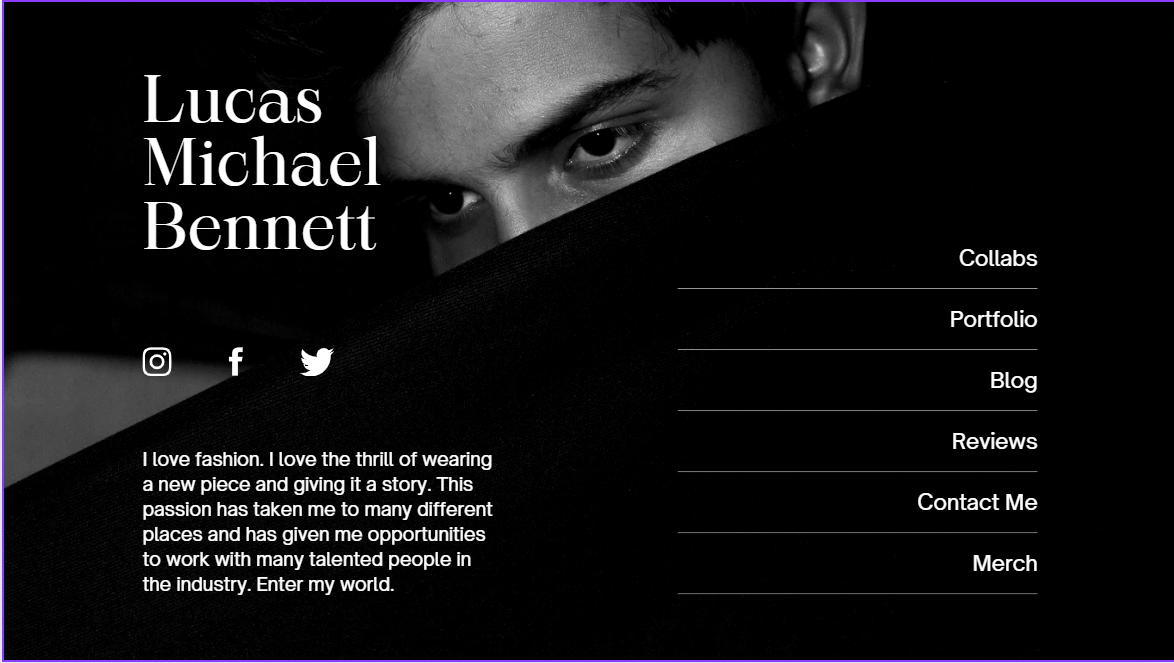 Lucas
Michael
Bennett
I love fashion. I love the thrill of wearing
a new piece and giving it a story. This
passion has taken me to many different
places and has given me opportunities
to work with many talented people in
the industry. Enter my world.
Collabs
Portfolio
Blog
Reviews
Contact Me
Merch